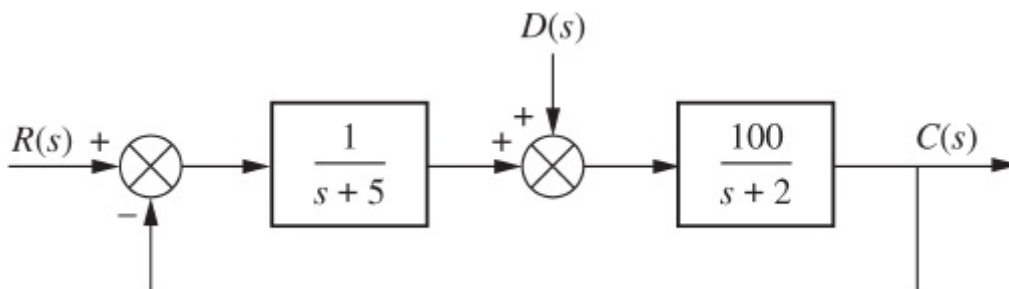 D(s)
R(s) + − 1/(s + 5) + + 100/(s + 2) C(s)